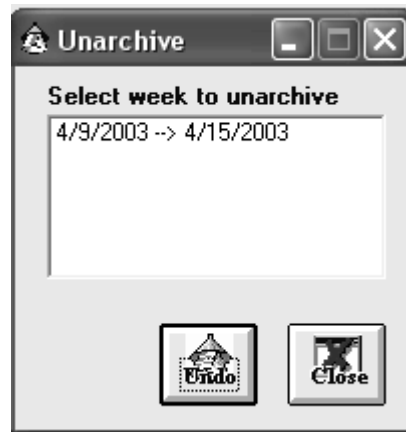 Unarchive
Select week to unarchive
4/9/2003 --> 4/15/2003
Undo
Close